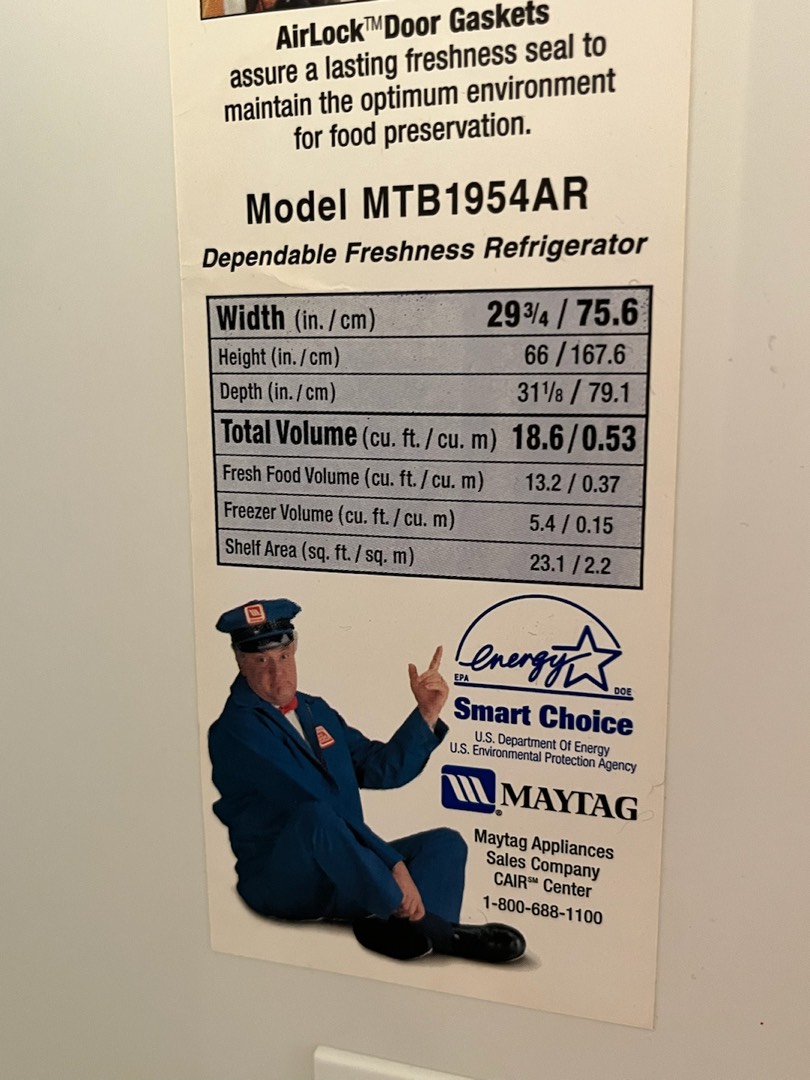 AirLock™Door Gaskets
assure a lasting freshness seal to
maintain the optimum environment
for food preservation.
Model MTB1954AR
Dependable Freshness Refrigerator
Width (in. / cm) 29 3/4 / 75.6
Height (in. / cm) 66 / 167.6
Depth (in. / cm) 31 1/8 / 79.1
Total Volume (cu. ft. / cu. m) 18.6 / 0.53
Fresh Food Volume (cu. ft. / cu. m) 13.2 / 0.37
Freezer Volume (cu. ft. / cu. m) 5.4 / 0.15
Shelf Area (sq. ft. / sq. m) 23.1 / 2.2
energy
EPA DOE
Smart Choice
U.S. Department Of Energy
U.S. Environmental Protection Agency
MAYTAG
Maytag Appliances
Sales Company
CAIR℠ Center
1-800-688-1100